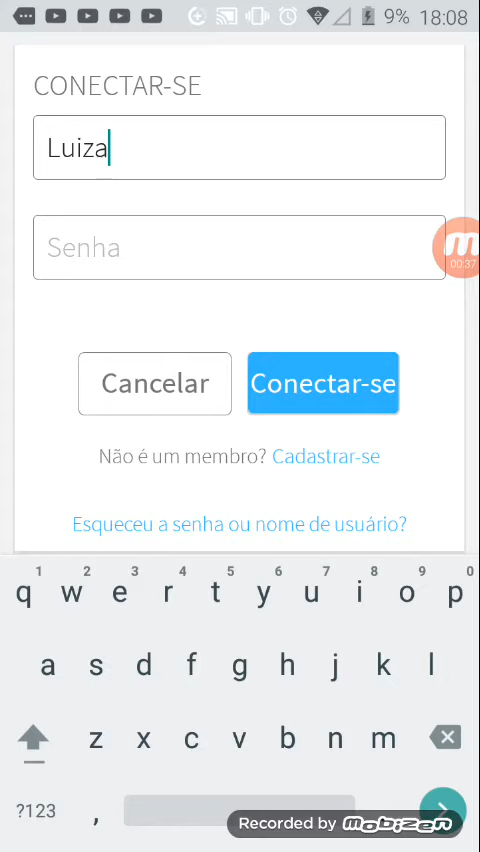 9% 18:08
CONECTAR-SE
Luiza
Senha
00:37
Cancelar Conectar-se
Não é um membro? Cadastrar-se
Esqueceu a senha ou nome de usuário?
1 2 3 4 5 6 7 8 9 0
q w e r t y u i o p
a s d f g h j k l
z x c v b n m
?123 ,
Recorded by mobizen